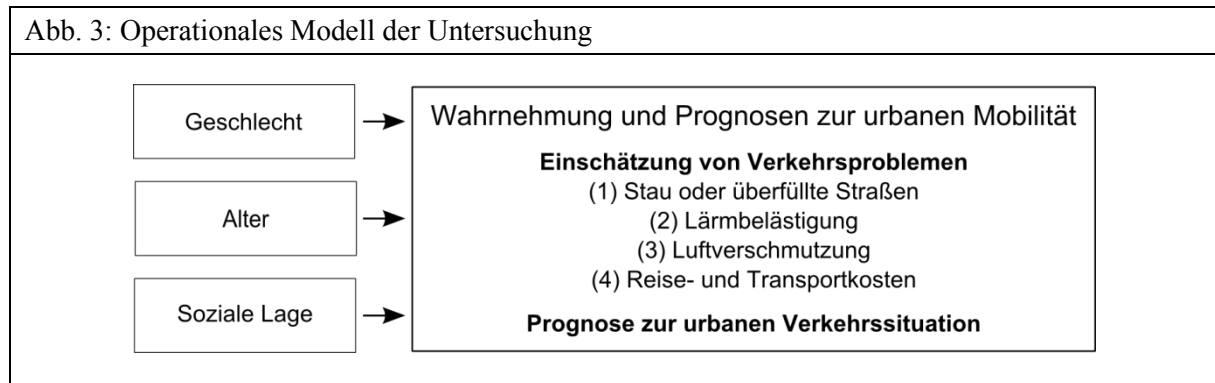 Abb. 3: Operationales Modell der Untersuchung
Geschlecht
Alter
Soziale Lage
Wahrnehmung und Prognosen zur urbanen Mobilität
Einschätzung von Verkehrsproblemen
(1) Stau oder überfüllte Straßen
(2) Lärmbelästigung
(3) Luftverschmutzung
(4) Reise- und Transportkosten
Prognose zur urbanen Verkehrssituation